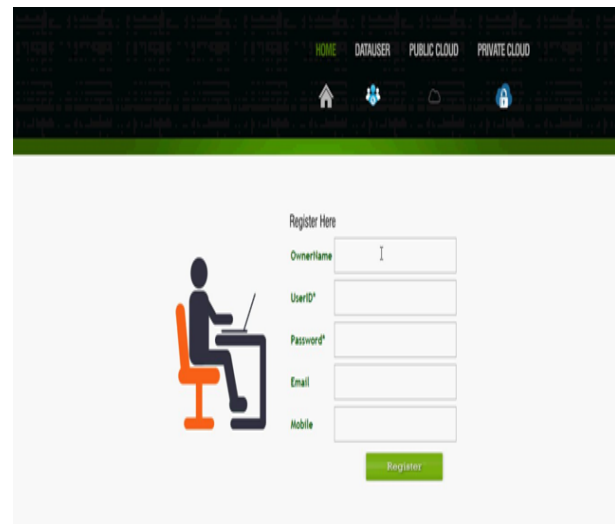 HOME DATAUSER PUBLIC CLOUD PRIVATE CLOUD
Register Here
OwnerName
UserID*
Password*
Email
Mobile
Register